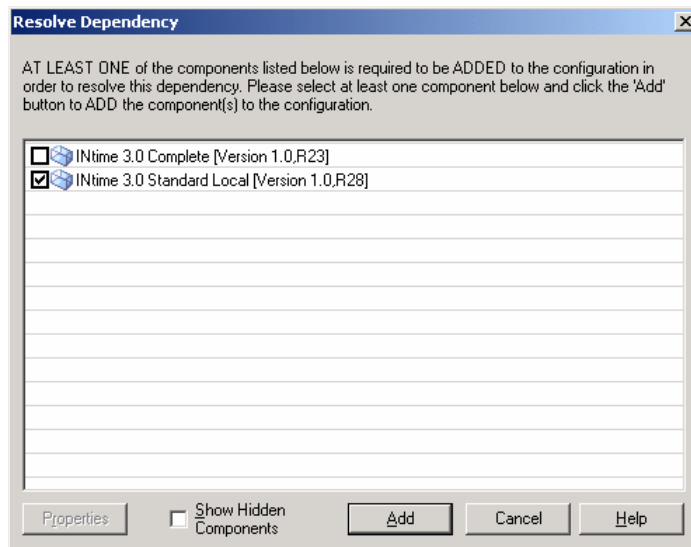 Resolve Dependency
AT LEAST ONE of the components listed below is required to be ADDED to the configuration in
order to resolve this dependency. Please select at least one component below and click the 'Add'
button to ADD the component(s) to the configuration.
INtime 3.0 Complete [Version 1.0,R23]
INtime 3.0 Standard Local [Version 1.0,R28]
Properties
Show Hidden
Components
Add
Cancel
Help